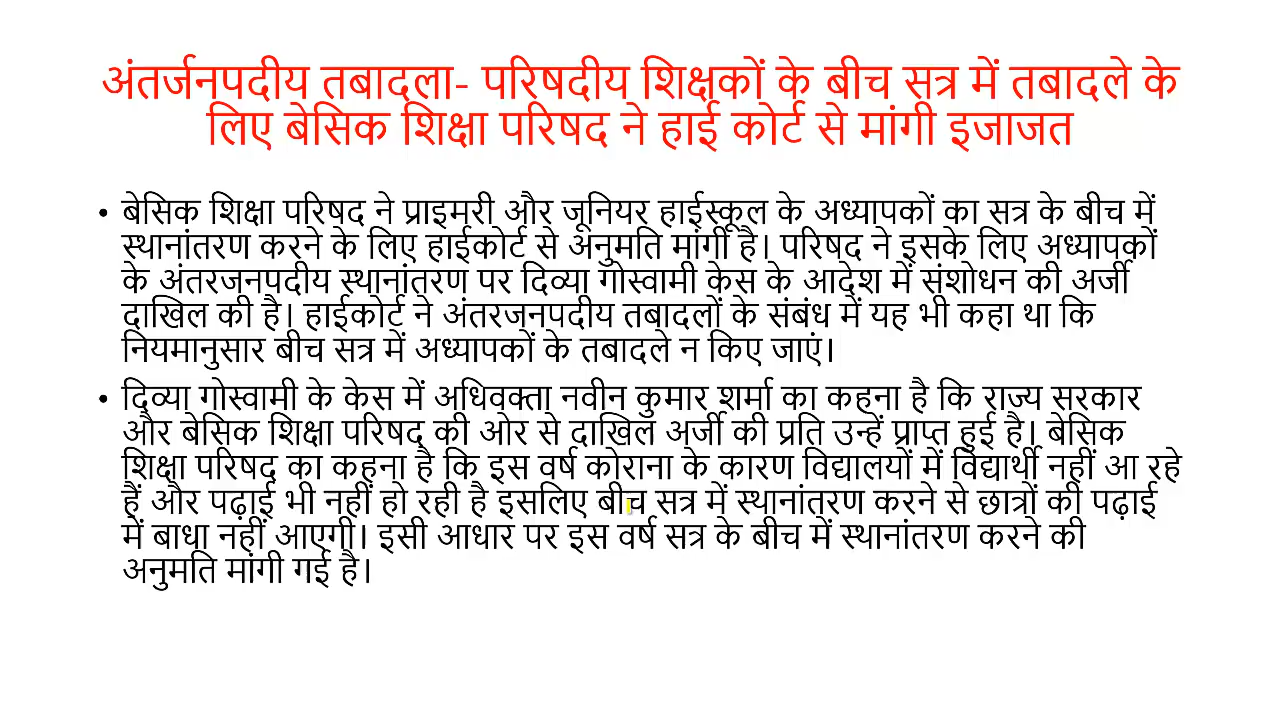 अंतर्जनपदीय तबादला- परिषदीय शिक्षकों के बीच सत्र में तबादले के
लिए बेसिक शिक्षा परिषद ने हाई कोर्ट से मांगी इजाजत
• बेसिक शिक्षा परिषद ने प्राइमरी और जूनियर हाईस्कूल के अध्यापकों का सत्र के बीच में
स्थानांतरण करने के लिए हाईकोर्ट से अनुमति मांगी है। परिषद ने इसके लिए अध्यापकों
के अंतरजनपदीय स्थानांतरण पर दिव्या गोस्वामी केस के आदेश में संशोधन की अर्जी
दाखिल की है। हाईकोर्ट ने अंतरजनपदीय तबादलों के संबंध में यह भी कहा था कि
नियमानुसार बीच सत्र में अध्यापकों के तबादले न किए जाएं।
• दिव्या गोस्वामी के केस में अधिवक्ता नवीन कुमार शर्मा का कहना है कि राज्य सरकार
और बेसिक शिक्षा परिषद की ओर से दाखिल अर्जी की प्रति उन्हें प्राप्त हुई है। बेसिक
शिक्षा परिषद का कहना है कि इस वर्ष कोराना के कारण विद्यालयों में विद्यार्थी नहीं आ रहे
हैं और पढ़ाई भी नहीं हो रही है इसलिए बीच सत्र में स्थानांतरण करने से छात्रों की पढ़ाई
में बाधा नहीं आएगी। इसी आधार पर इस वर्ष सत्र के बीच में स्थानांतरण करने की
अनुमति मांगी गई है।